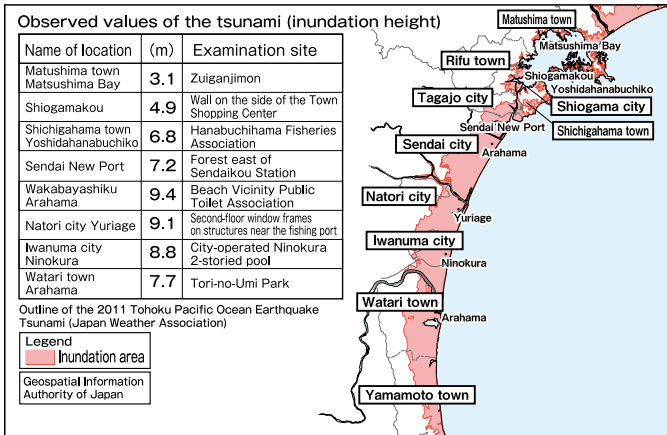 Observed values of the tsunami (inundation height)
Name of location (m) Examination site
Matushima town
Matsushima Bay
3.1
Zuiganjimon
Shiogamakou
4.9
Wall on the side of the Town
Shopping Center
Shichigahama town
Yoshidahanabuchiko
6.8
Hanabuchihama Fisheries
Association
Sendai New Port
7.2
Forest east of
Sendaikou Station
Wakabayashiku
Arahama
9.4
Beach Vicinity Public
Toilet Association
Natori city Yuriage
9.1
Second-floor window frames
on structures near the fishing port
Iwanuma city
Ninokura
8.8
City-operated Ninokura
2-storied pool
Watari town
Arahama
7.7
Tori-no-Umi Park
Outline of the 2011 Tohoku Pacific Ocean Earthquake
Tsunami (Japan Weather Association)
Legend
Inundation area
Geospatial Information
Authority of Japan
Matushima town
Matsushima Bay
Rifu town
Shiogamakou
Yoshidahanabuchiko
Tagajo city
Shiogama city
Sendai New Port
Shichigahama town
Sendai city
Arahama
Natori city
Yuriage
Iwanuma city
Ninokura
Watari town
Arahama
Yamamoto town